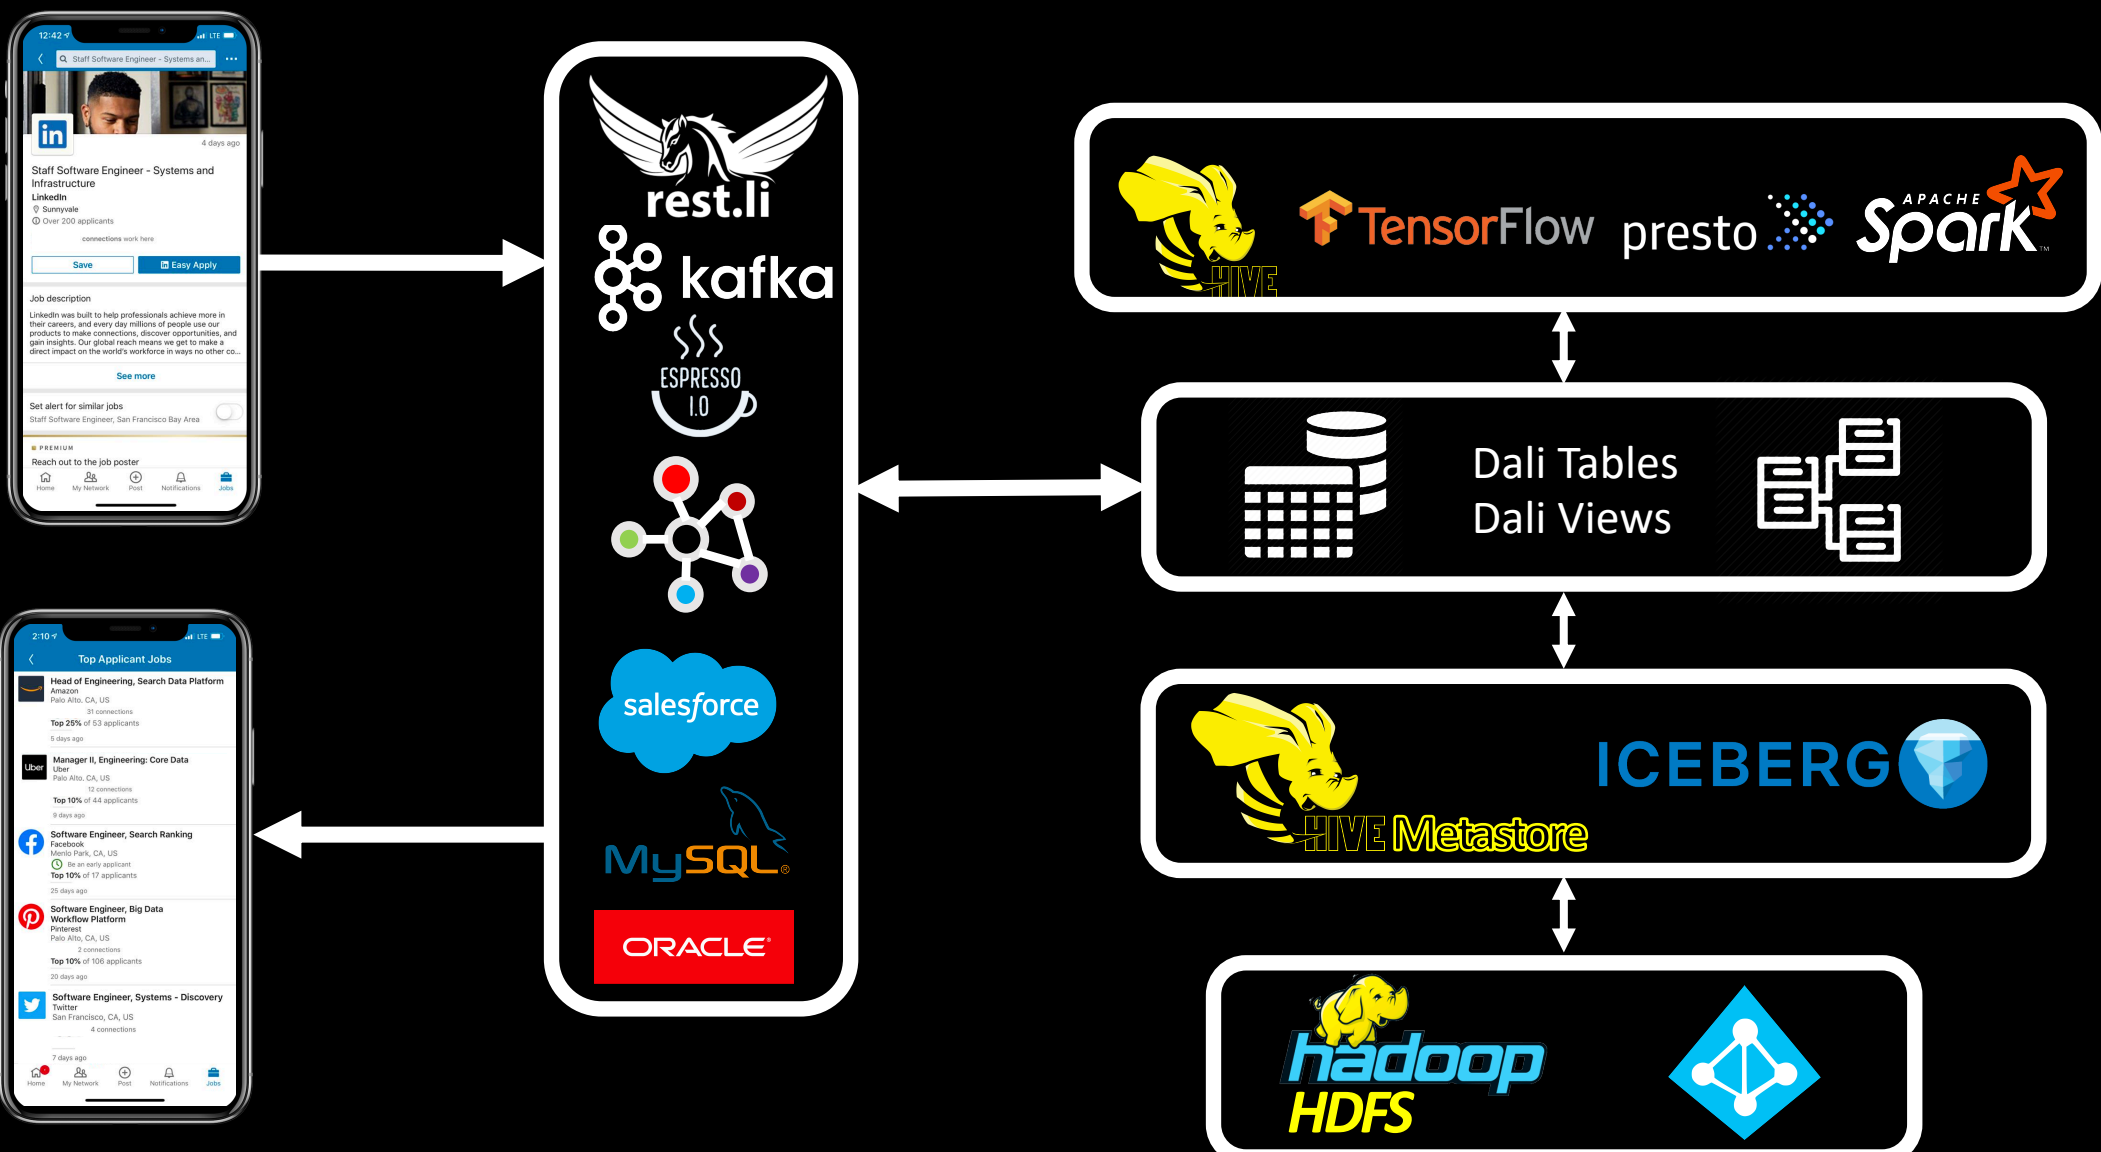 12:42
LTE
Staff Software Engineer - Systems an...
in
4 days ago
Staff Software Engineer - Systems and
Infrastructure
LinkedIn
Sunnyvale
Over 200 applicants
connections work here
Save
in Easy Apply
Job description
LinkedIn was built to help professionals achieve more in
their careers, and every day millions of people use our
products to make connections, discover opportunities, and
gain insights. Our global reach means we get to make a
direct impact on the world's workforce in ways no other co...
See more
Set alert for similar jobs
Staff Software Engineer, San Francisco Bay Area
PREMIUM
Reach out to the job poster
Home
My Network
Post
Notifications
Jobs
2:10
LTE
Top Applicant Jobs
Head of Engineering, Search Data Platform
Amazon
Palo Alto, CA, US
31 connections
Top 25% of 53 applicants
5 days ago
Uber
Manager II, Engineering: Core Data
Uber
Palo Alto, CA, US
12 connections
Top 10% of 44 applicants
9 days ago
Software Engineer, Search Ranking
Facebook
Menlo Park, CA, US
Be an early applicant
Top 10% of 17 applicants
25 days ago
Software Engineer, Big Data
Workflow Platform
Pinterest
Palo Alto, CA, US
2 connections
Top 10% of 106 applicants
20 days ago
Software Engineer, Systems - Discovery
Twitter
San Francisco, CA, US
4 connections
7 days ago
Home
My Network
Post
Notifications
Jobs
rest.li
kafka
ESPRESSO
1.0
salesforce
MySQL®
ORACLE®
HIVE
TensorFlow
presto
APACHE
Spark™
Dali Tables
Dali Views
HIVE Metastore
ICEBERG
hadoop
HDFS